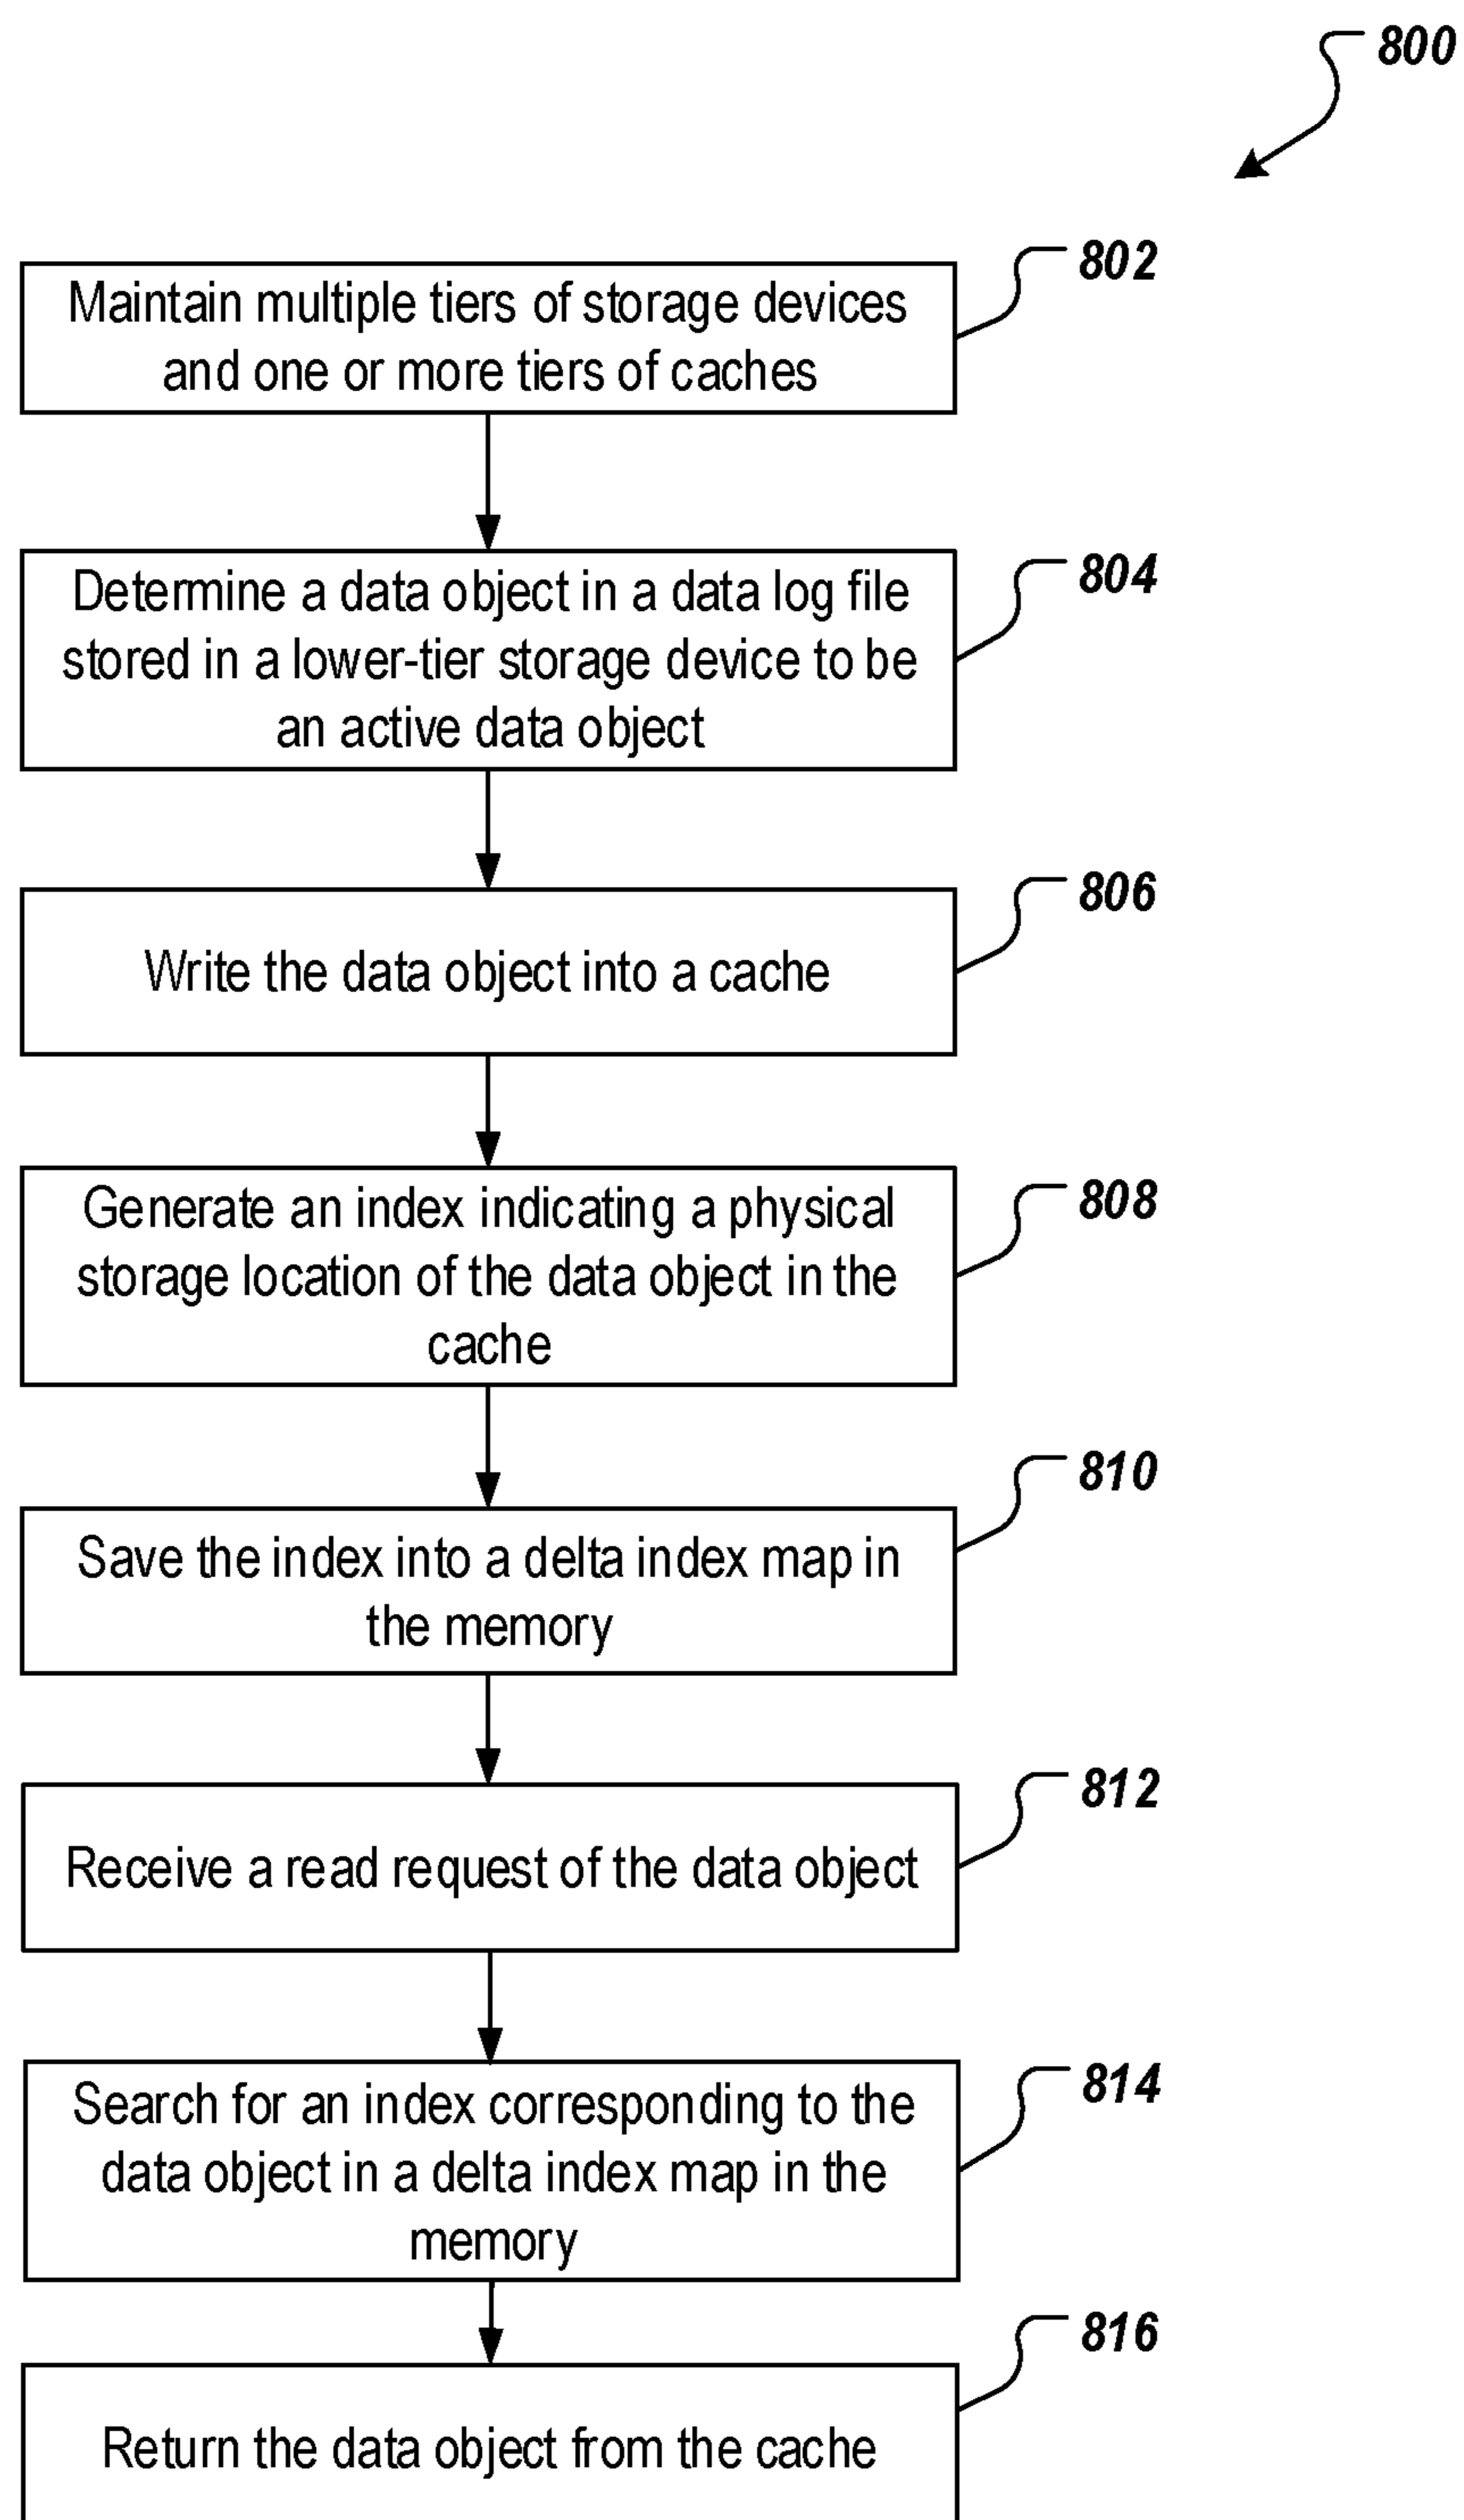 800
802
Maintain multiple tiers of storage devices
and one or more tiers of caches
804
Determine a data object in a data log file
stored in a lower-tier storage device to be
an active data object
806
Write the data object into a cache
808
Generate an index indicating a physical
storage location of the data object in the
cache
810
Save the index into a delta index map in
the memory
812
Receive a read request of the data object
814
Search for an index corresponding to the
data object in a delta index map in the
memory
816
Return the data object from the cache